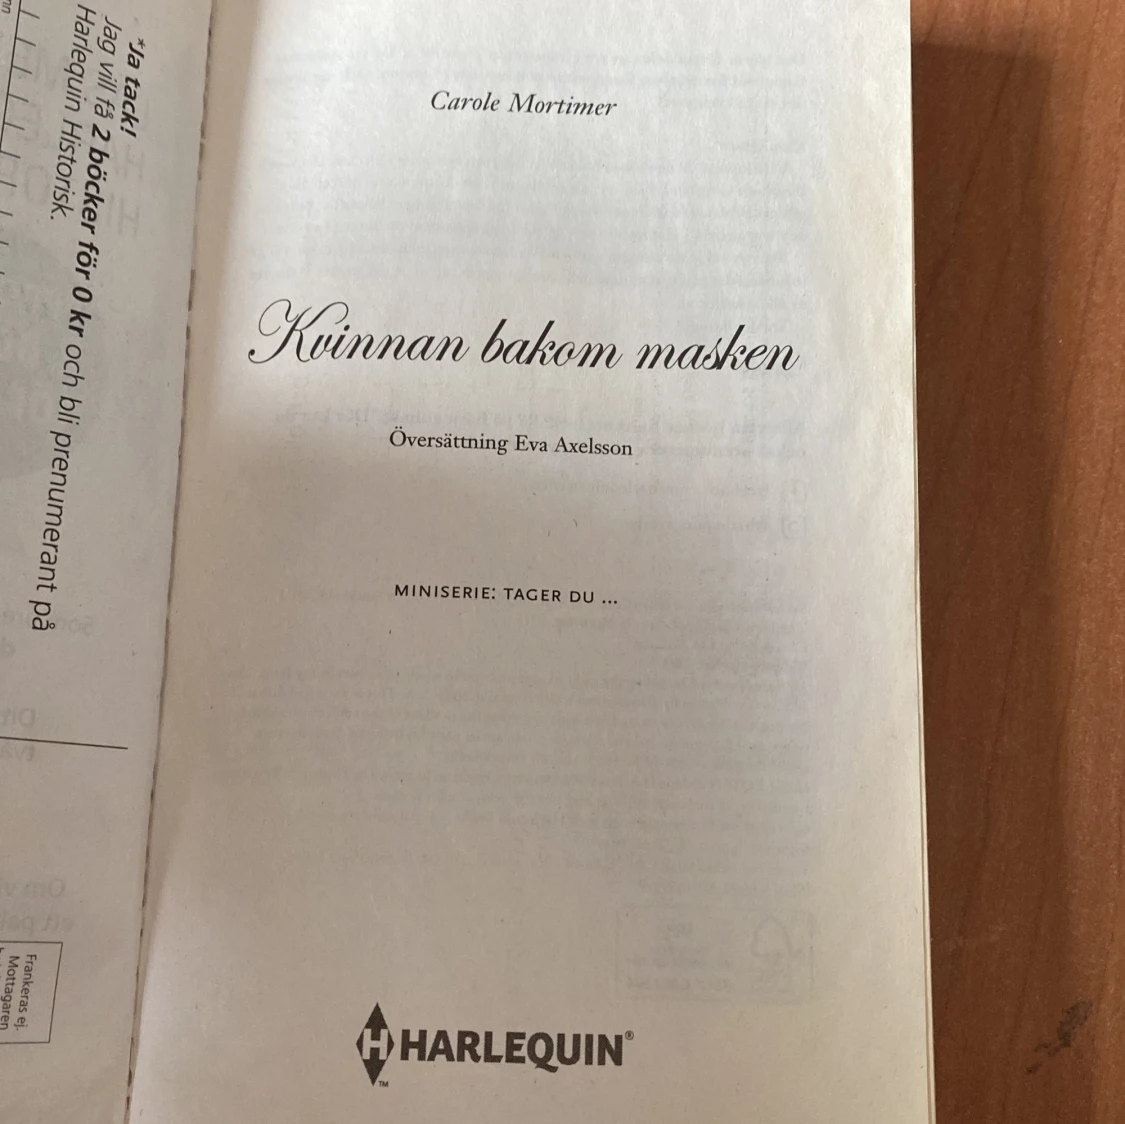 *Ja tack!
Jag vill få 2 böcker för 0 kr och bli prenumerant på
Harlequin Historisk.
Frankeras ej.
Mottagaren
Carole Mortimer
Kvinnan bakom masken
Översättning Eva Axelsson
MINISERIE: TAGER DU ...
H HARLEQUIN®
TM